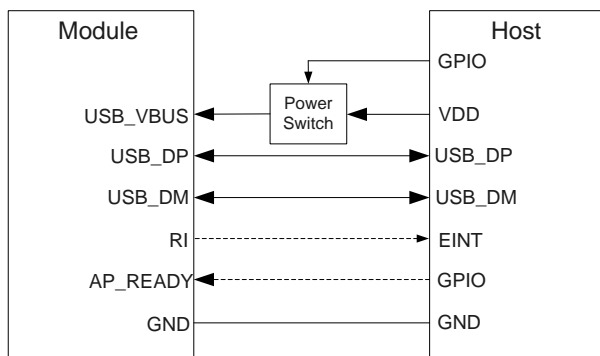 Module
Host
GPIO
Power
Switch
USB_VBUS
VDD
USB_DP
USB_DP
USB_DM
USB_DM
RI
EINT
AP_READY
GPIO
GND
GND